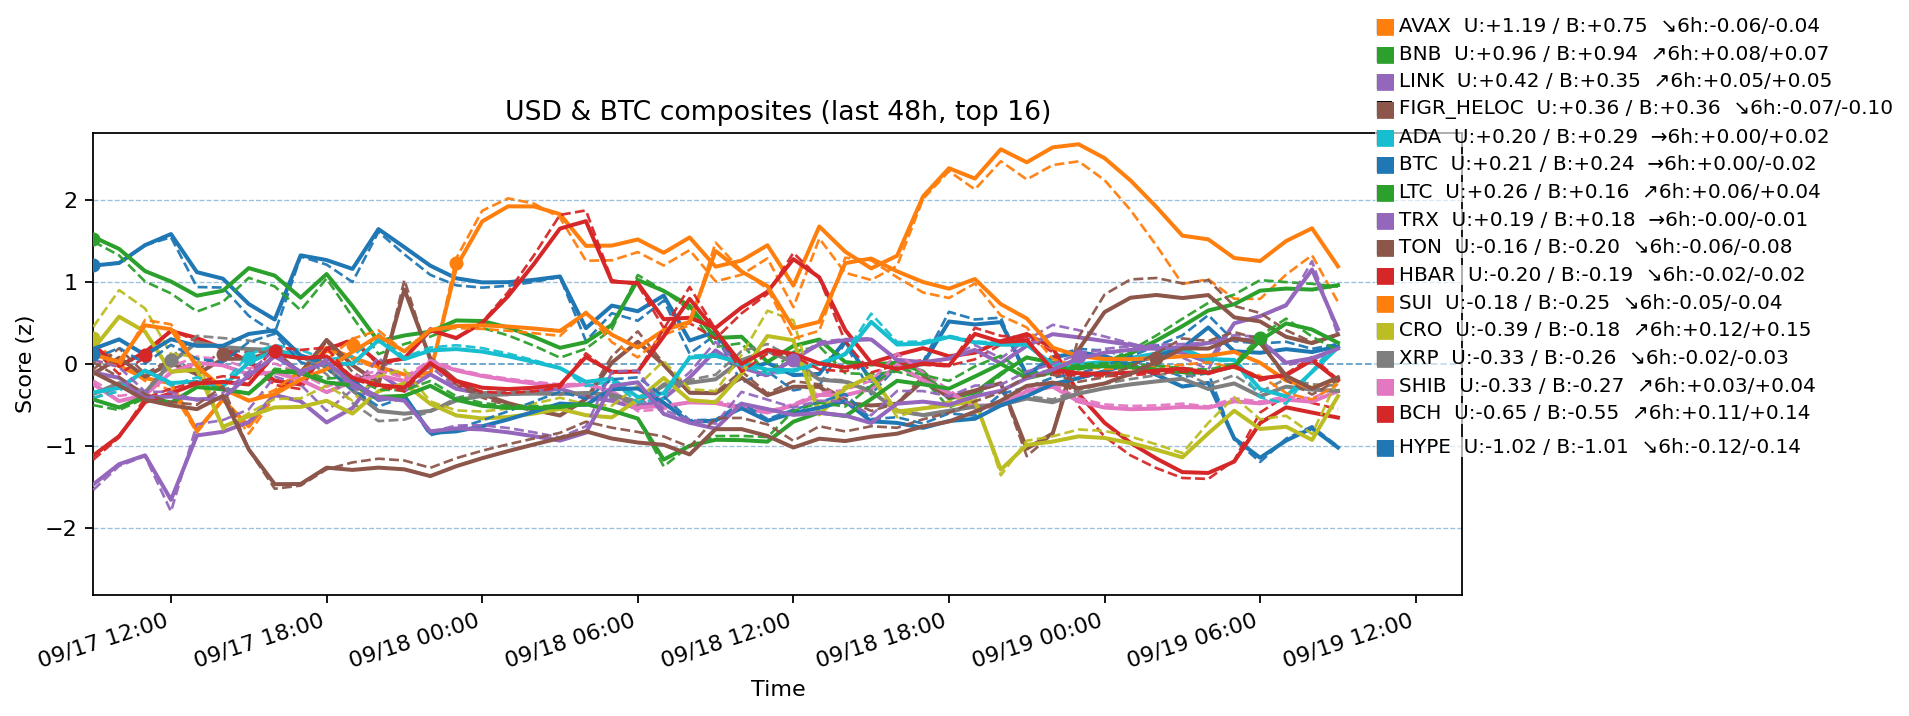 AVAX  U:+1.19 / B:+0.75  ↘6h:-0.06/-0.04
BNB  U:+0.96 / B:+0.94  ↗6h:+0.08/+0.07
LINK  U:+0.42 / B:+0.35  ↗6h:+0.05/+0.05
FIGR_HELOC  U:+0.36 / B:+0.36  ↘6h:-0.07/-0.10
ADA  U:+0.20 / B:+0.29  →6h:+0.00/+0.02
BTC  U:+0.21 / B:+0.24  →6h:+0.00/-0.02
LTC  U:+0.26 / B:+0.16  ↗6h:+0.06/+0.04
TRX  U:+0.19 / B:+0.18  →6h:-0.00/-0.01
TON  U:-0.16 / B:-0.20  ↘6h:-0.06/-0.08
HBAR  U:-0.20 / B:-0.19  ↘6h:-0.02/-0.02
SUI  U:-0.18 / B:-0.25  ↘6h:-0.05/-0.04
CRO  U:-0.39 / B:-0.18  ↗6h:+0.12/+0.15
XRP  U:-0.33 / B:-0.26  ↘6h:-0.02/-0.03
SHIB  U:-0.33 / B:-0.27  ↗6h:+0.03/+0.04
BCH  U:-0.65 / B:-0.55  ↗6h:+0.11/+0.14
HYPE  U:-1.02 / B:-1.01  ↘6h:-0.12/-0.14
USD & BTC composites (last 48h, top 16)
Score (z)
2
1
0
−1
−2
09/17 12:00
09/17 18:00
09/18 00:00
09/18 06:00
09/18 12:00
09/18 18:00
09/19 00:00
09/19 06:00
09/19 12:00
Time